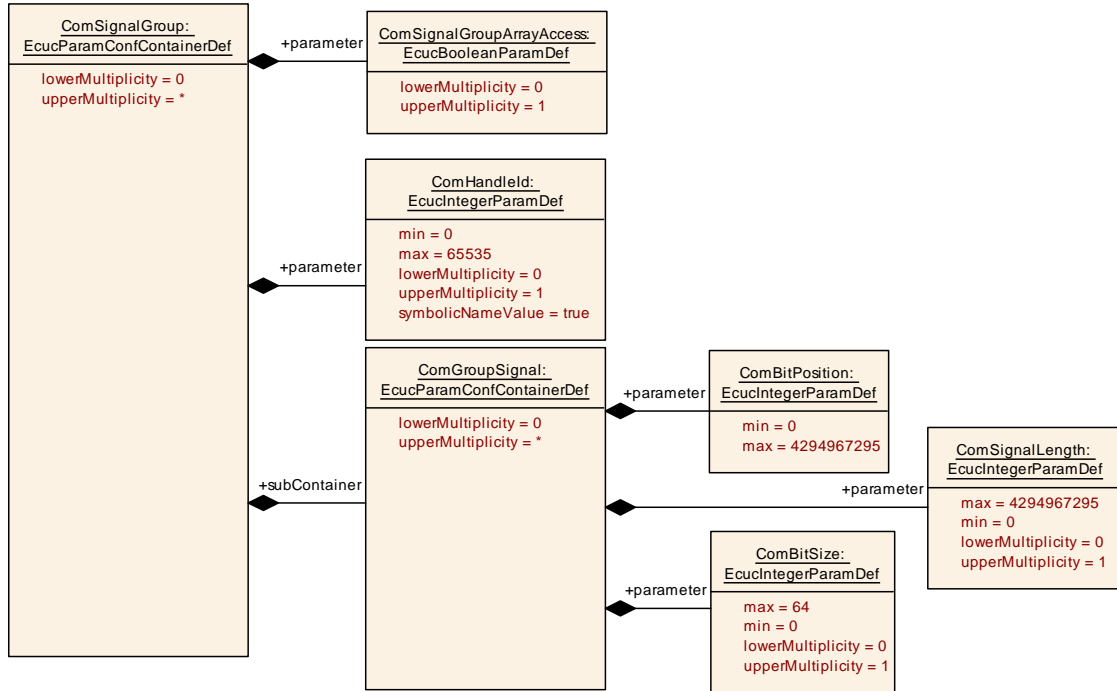 ComSignalGroup:
EcucParamConfContainerDef
lowerMultiplicity = 0
upperMultiplicity = *
+parameter
ComSignalGroupArrayAccess:
EcucBooleanParamDef
lowerMultiplicity = 0
upperMultiplicity = 1
+parameter
ComHandleId:
EcucIntegerParamDef
min = 0
max = 65535
lowerMultiplicity = 0
upperMultiplicity = 1
symbolicNameValue = true
+subContainer
ComGroupSignal:
EcucParamConfContainerDef
lowerMultiplicity = 0
upperMultiplicity = *
+parameter
ComBitPosition:
EcucIntegerParamDef
min = 0
max = 4294967295
+parameter
ComSignalLength:
EcucIntegerParamDef
max = 4294967295
min = 0
lowerMultiplicity = 0
upperMultiplicity = 1
+parameter
ComBitSize:
EcucIntegerParamDef
max = 64
min = 0
lowerMultiplicity = 0
upperMultiplicity = 1